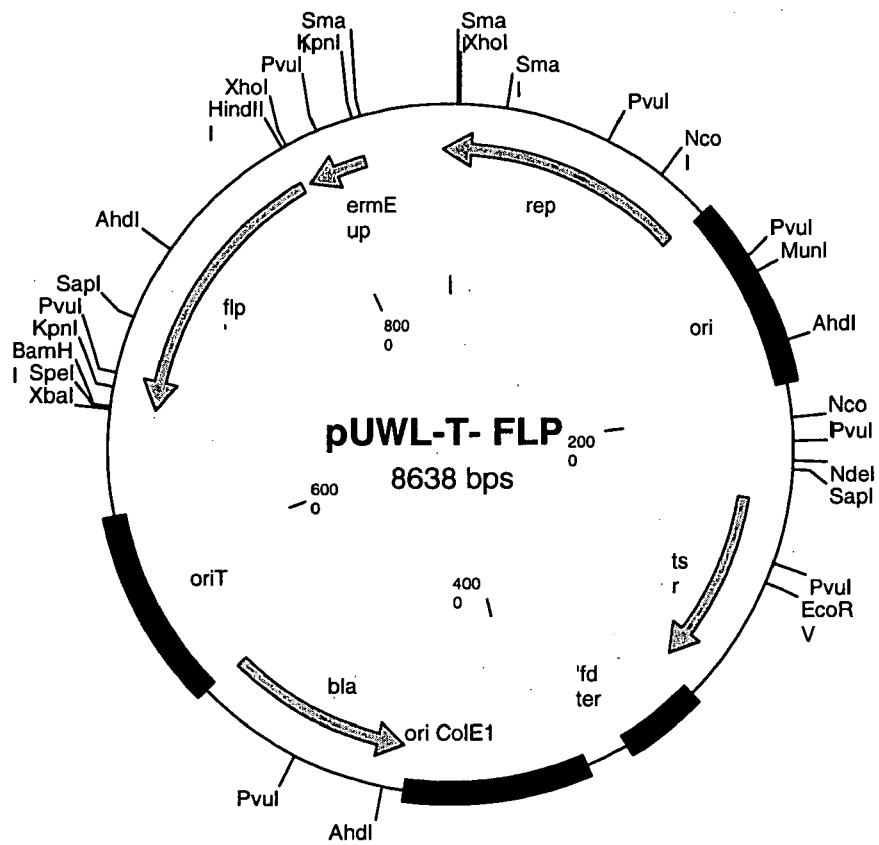 Sma
KpnI
PvuI
XhoI
HindII
I
AhdI
SapI
PvuI
KpnI
BamH
I SpeI
XbaI
Sma
I
XhoI
Sma
I
PvuI
Nco
I
PvuI
MunI
AhdI
Nco
I
PvuI
NdeI
SapI
PvuI
EcoR
V
AhdI
PvuI
ermE
up
rep
ori
flp
800
0
pUWL-T- FLP
8638 bps
200
0
600
0
400
0
oriT
ts
r
'fd
ter
bla
ori ColE1